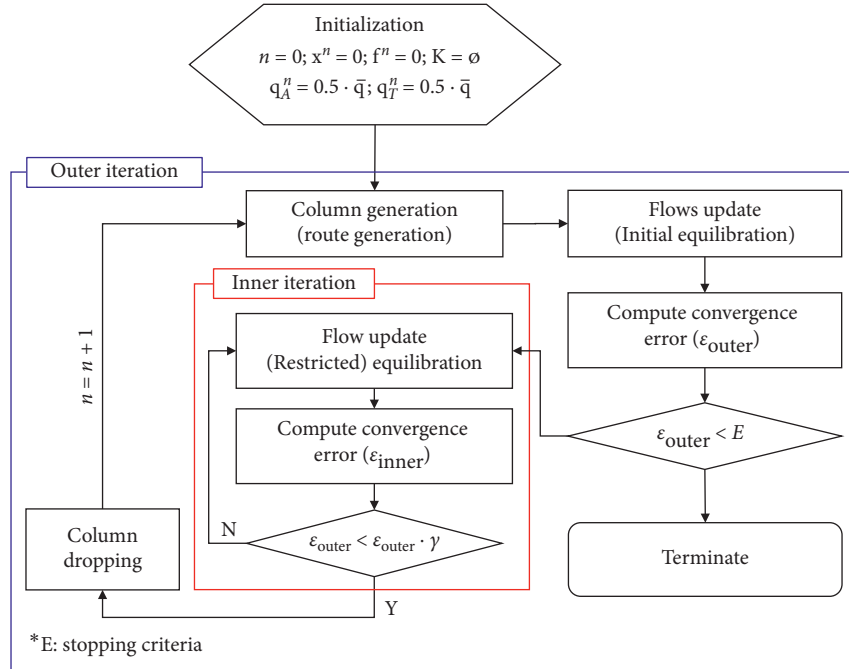 Initialization
n = 0; xⁿ = 0; fⁿ = 0; K = ø
q_A^n = 0.5 · q̄; q_T^n = 0.5 · q̄
Outer iteration
Column generation
(route generation)
Flows update
(Initial equilibration)
Inner iteration
Compute convergence
error (ε_outer)
Flow update
(Restricted) equilibration
n = n + 1
Compute convergence
error (ε_inner)
ε_outer < E
Column
dropping
N
ε_outer < ε_outer · γ
Terminate
Y
*E: stopping criteria